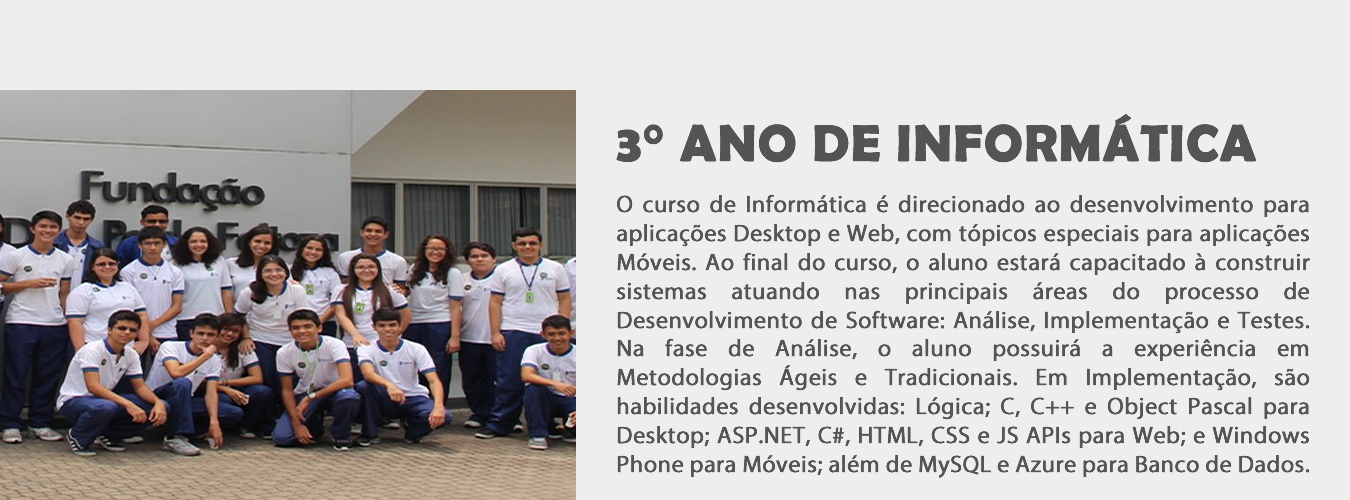 Fundação
3º ANO DE INFORMÁTICA
O curso de Informática é direcionado ao desenvolvimento para
aplicações Desktop e Web, com tópicos especiais para aplicações
Móveis. Ao final do curso, o aluno estará capacitado à construir
sistemas atuando nas principais áreas do processo de
Desenvolvimento de Software: Análise, Implementação e Testes.
Na fase de Análise, o aluno possuirá a experiência em
Metodologias Ágeis e Tradicionais. Em Implementação, são
habilidades desenvolvidas: Lógica; C, C++ e Object Pascal para
Desktop; ASP.NET, C#, HTML, CSS e JS APIs para Web; e Windows
Phone para Móveis; além de MySQL e Azure para Banco de Dados.